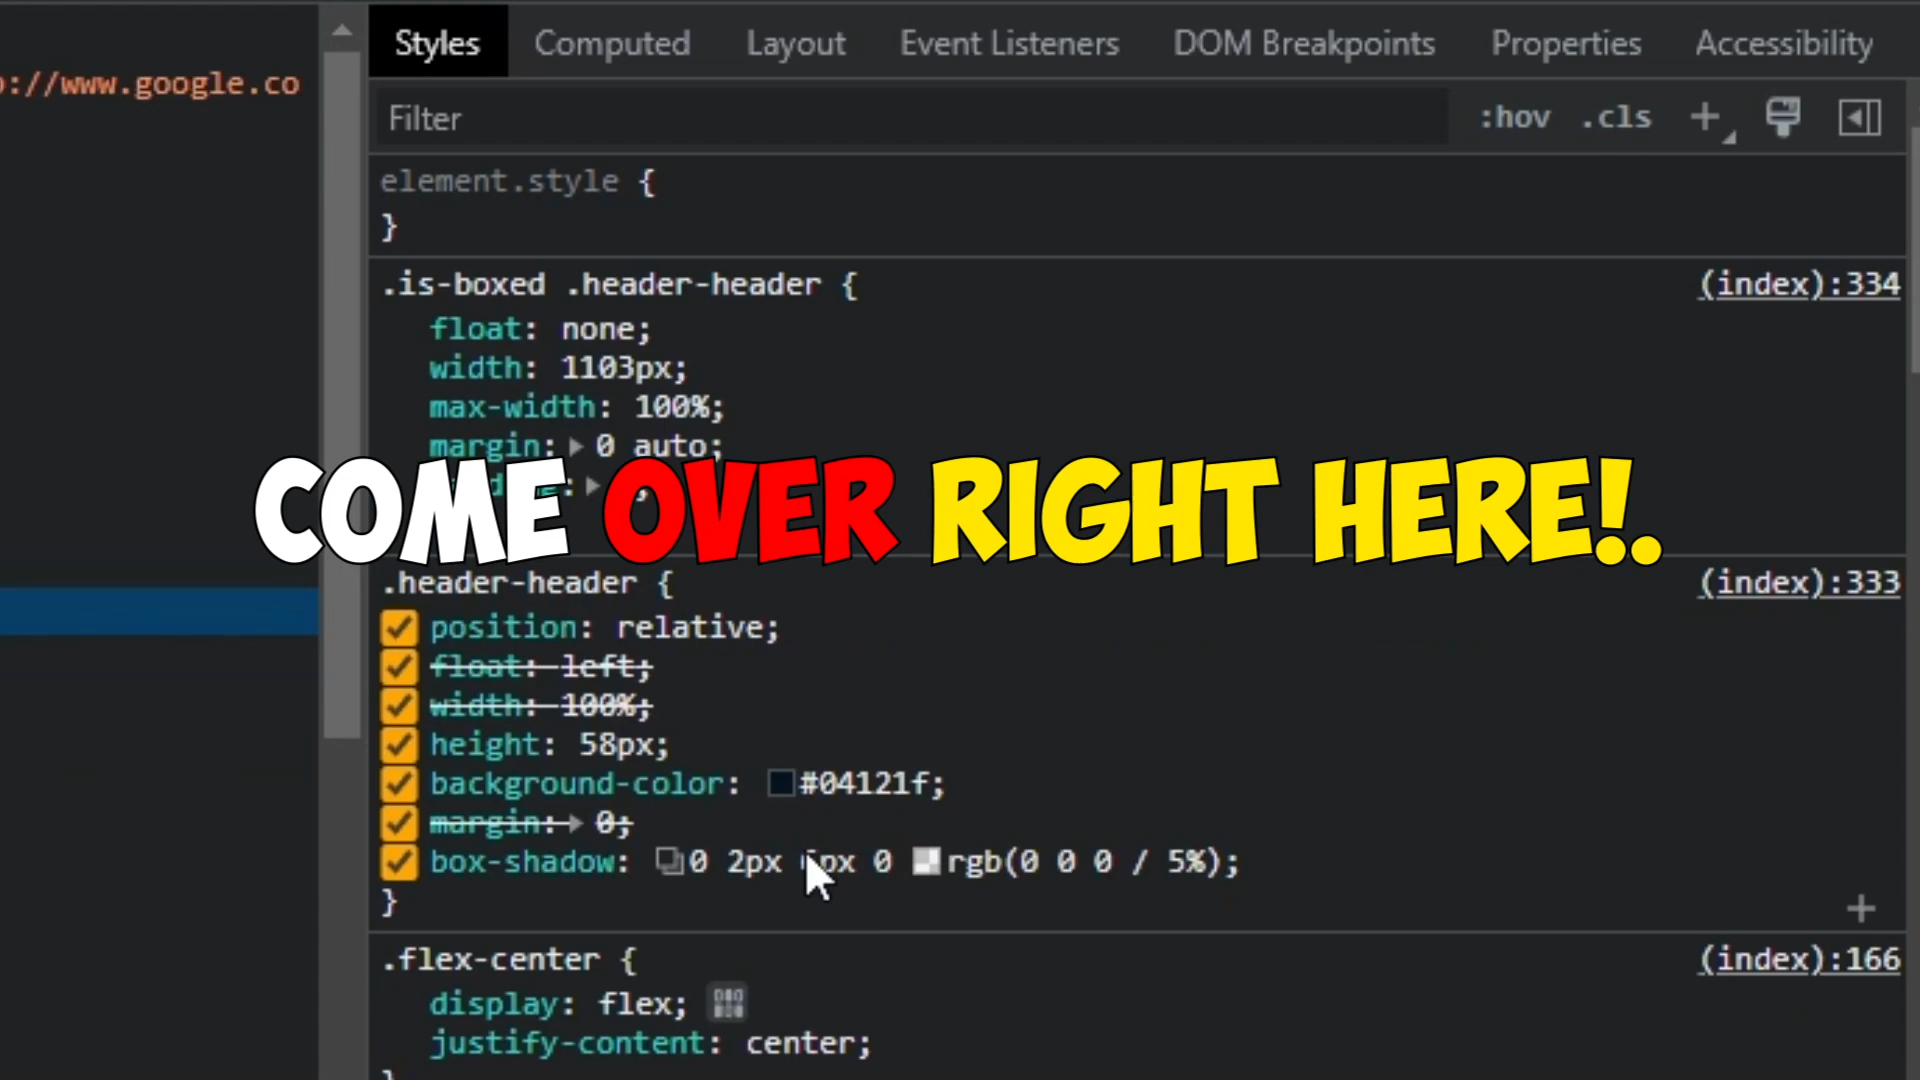 Styles Computed Layout Event Listeners DOM Breakpoints Properties Accessibility
://www.google.co
Filter :hov .cls
element.style {
}
.is-boxed .header-header { (index):334
float: none;
width: 1103px;
max-width: 100%;
margin: 0 auto;
COME OVER RIGHT HERE!.
.header-header { (index):333
position: relative;
float: left;
width: 100%;
height: 58px;
background-color: #04121f;
margin: 0;
box-shadow: 0 2px px 0 rgb(0 0 0 / 5%);
}
.flex-center { (index):166
display: flex;
justify-content: center;